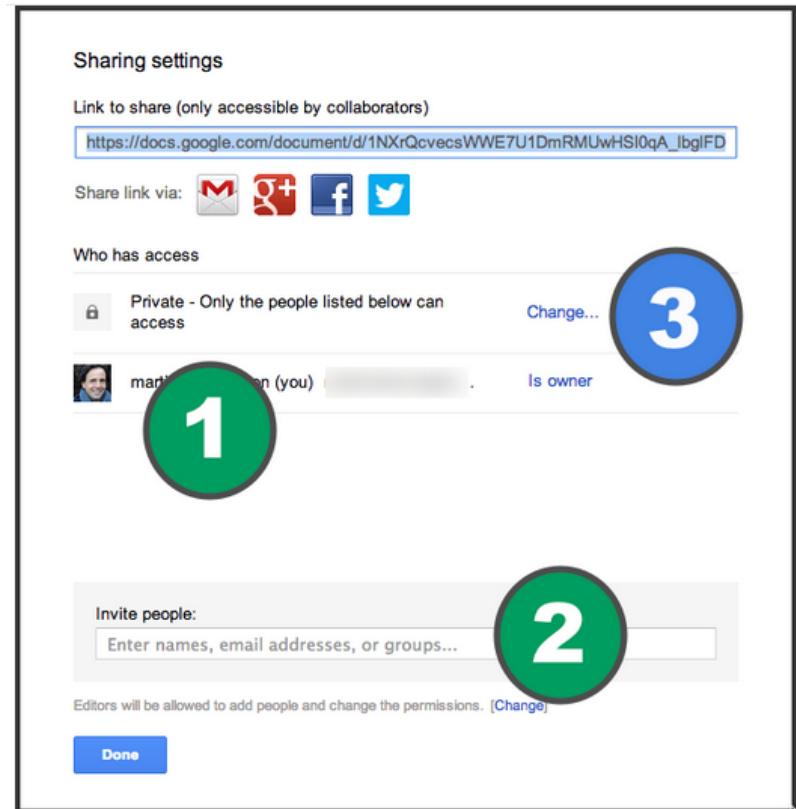 Sharing settings
Link to share (only accessible by collaborators)
https://docs.google.com/document/d/1NXrQcvecsWWE7U1DmRMUwHSI0qA_lbglFD
Share link via:
Who has access
Private - Only the people listed below can
access
Change...
3
(you)
Is owner
1
Invite people:
Enter names, email addresses, or groups...
2
Editors will be allowed to add people and change the permissions. [Change]
Done